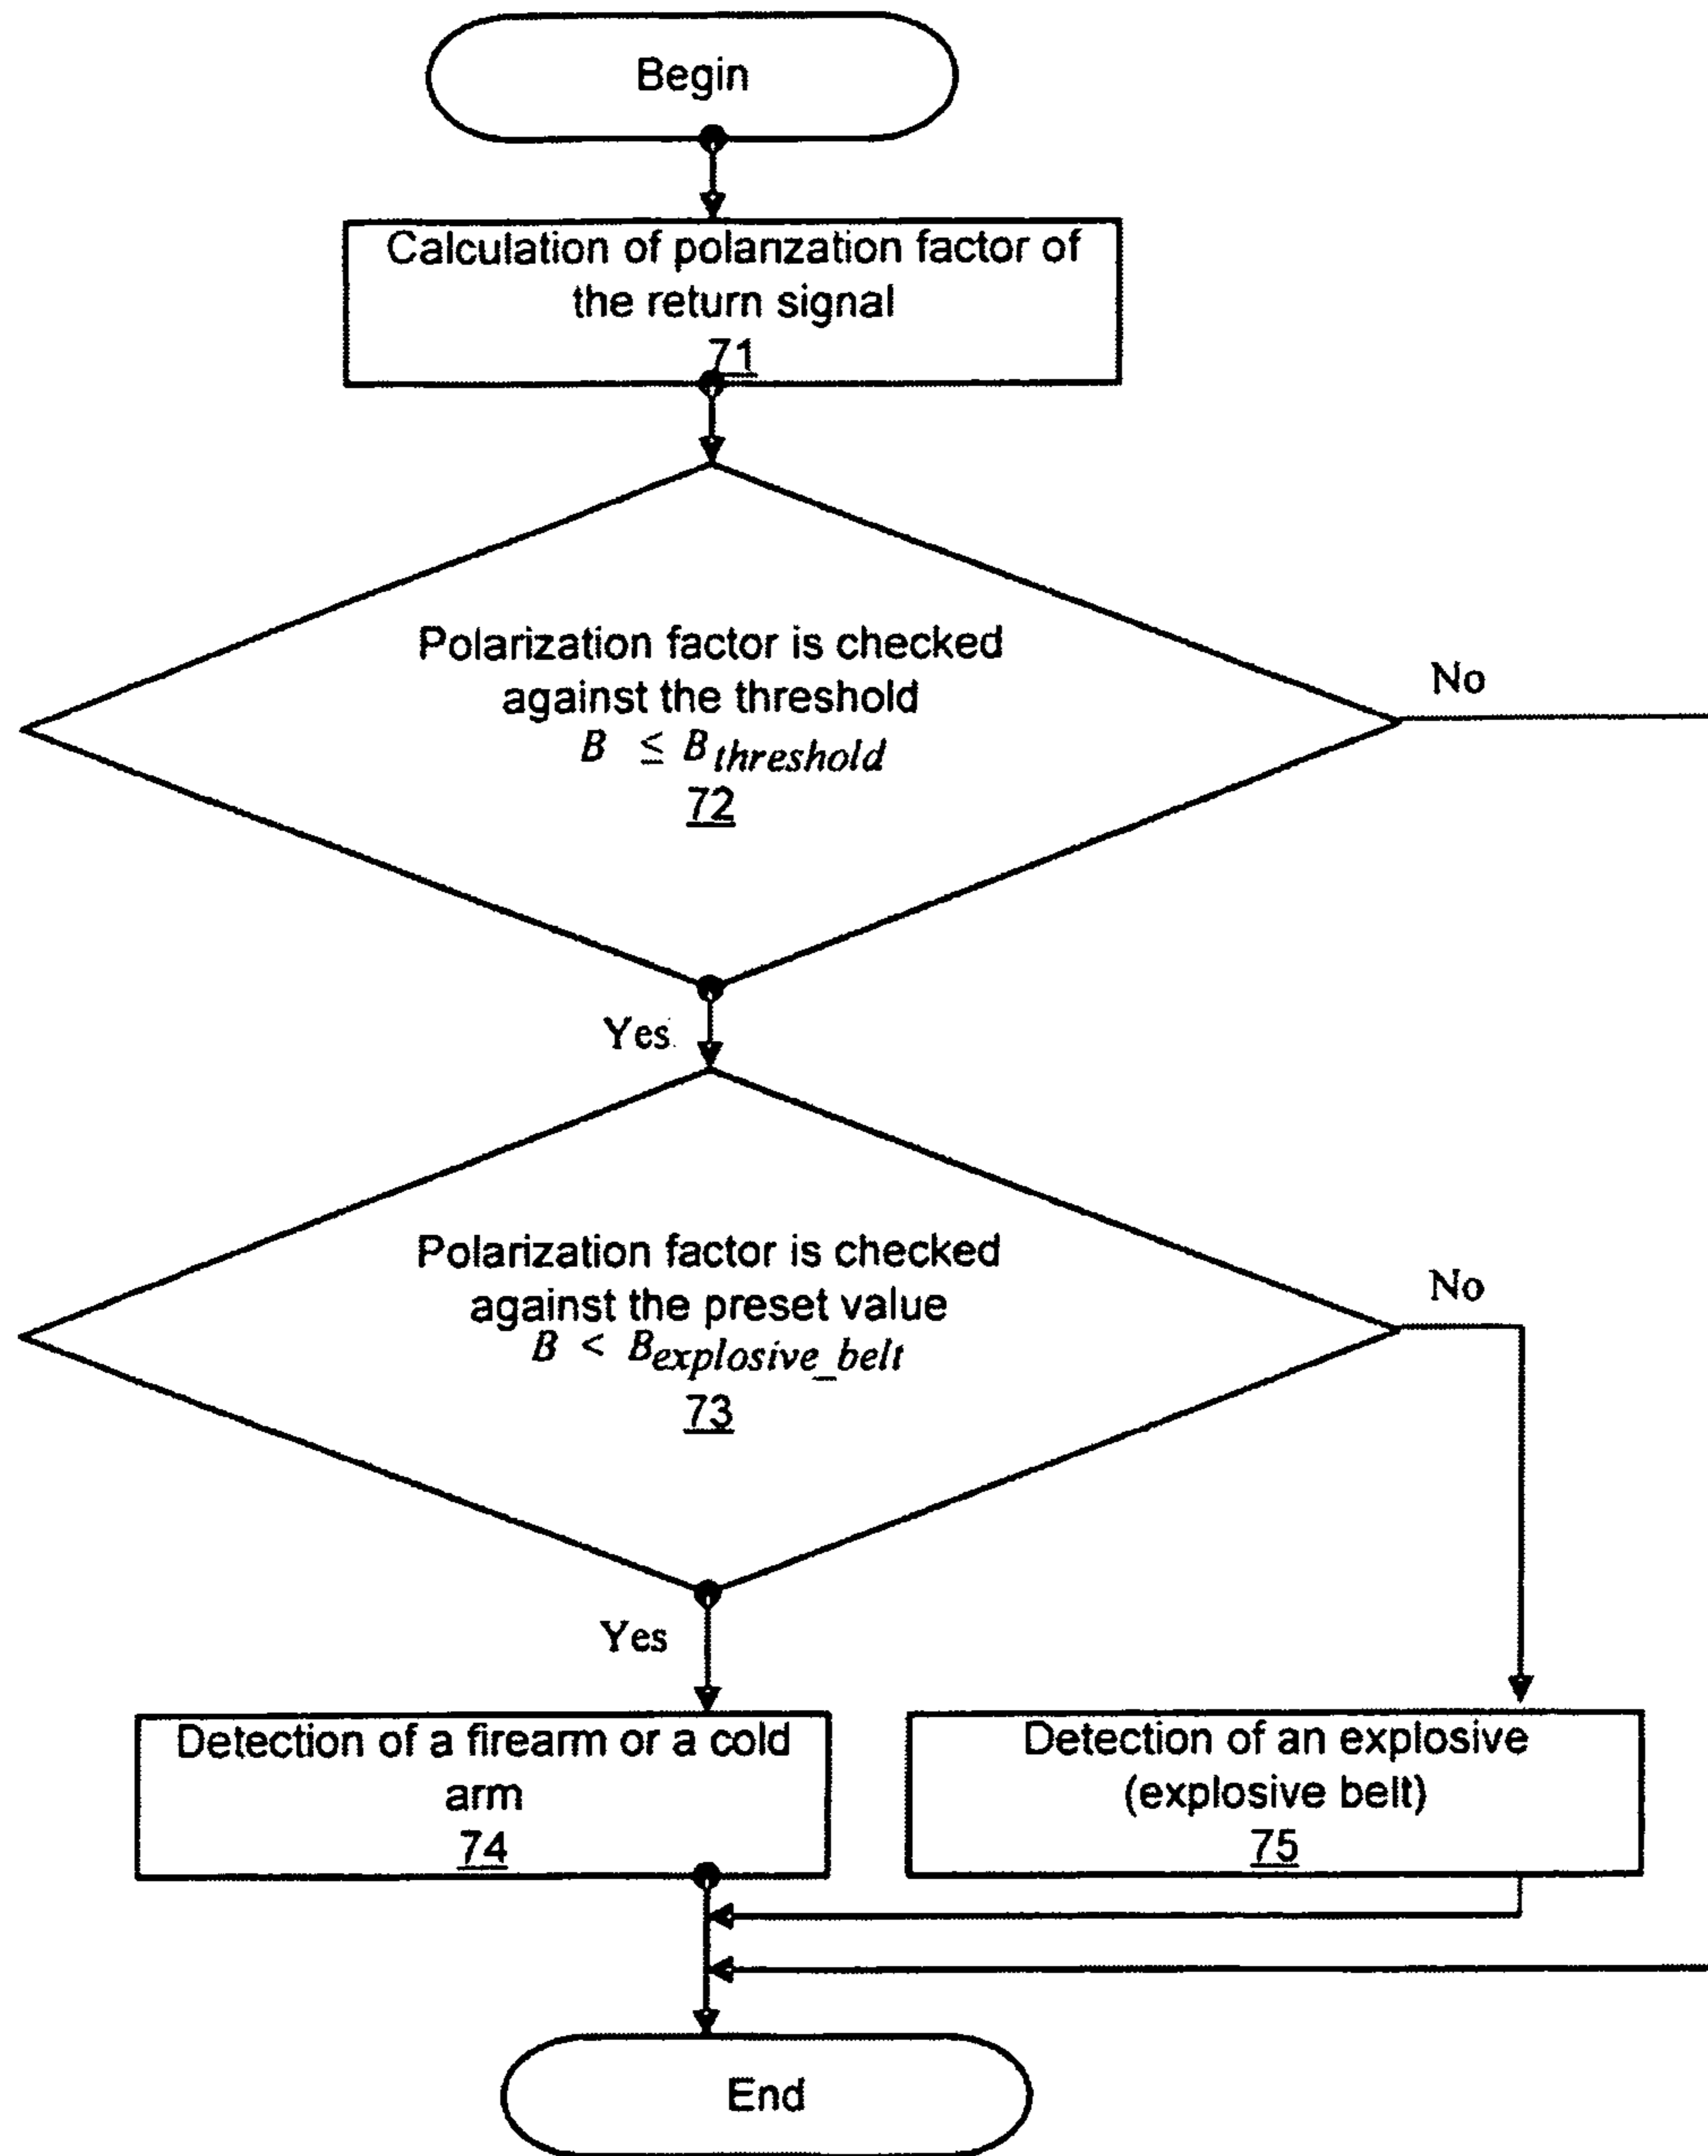 Begin
Calculation of polanzation factor of
the return signal
71
Polarization factor is checked
against the threshold
B ≤ Bthreshold
72
No
Yes
Polarization factor is checked
against the preset value
B < Bexplosive_belt
73
No
Yes
Detection of a firearm or a cold
arm
74
Detection of an explosive
(explosive belt)
75
End